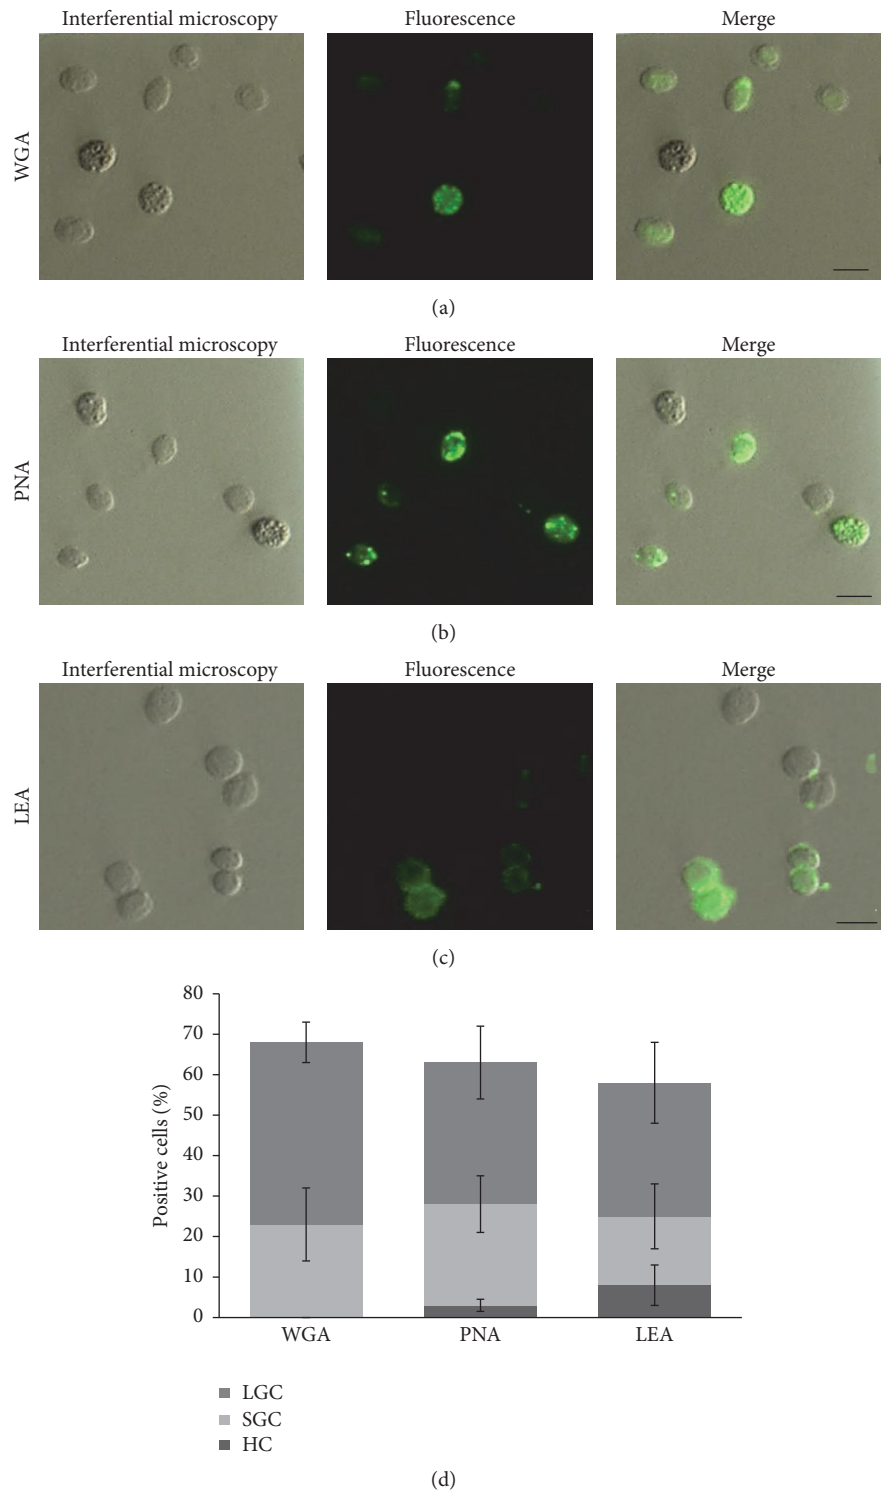 Interferential microscopy Fluorescence Merge
WGA
(a)
Interferential microscopy Fluorescence Merge
PNA
(b)
Interferential microscopy Fluorescence Merge
LEA
(c)
80
70
60
50
40
30
20
10
0
Positive cells (%)
WGA PNA LEA
LGC
SGC
HC
(d)